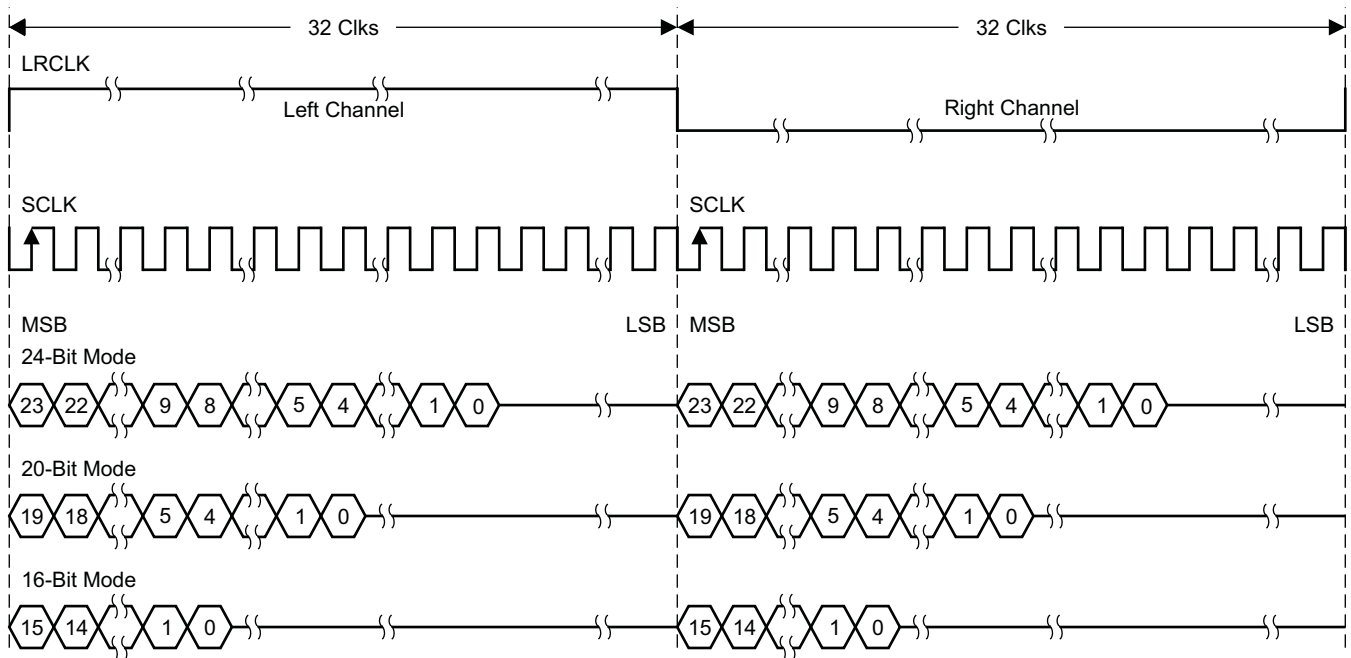 32 Clks 32 Clks
LRCLK
Left Channel Right Channel
SCLK SCLK
MSB LSB MSB LSB
24-Bit Mode
23 22 9 8 5 4 1 0 23 22 9 8 5 4 1 0
20-Bit Mode
19 18 5 4 1 0 19 18 5 4 1 0
16-Bit Mode
15 14 1 0 15 14 1 0